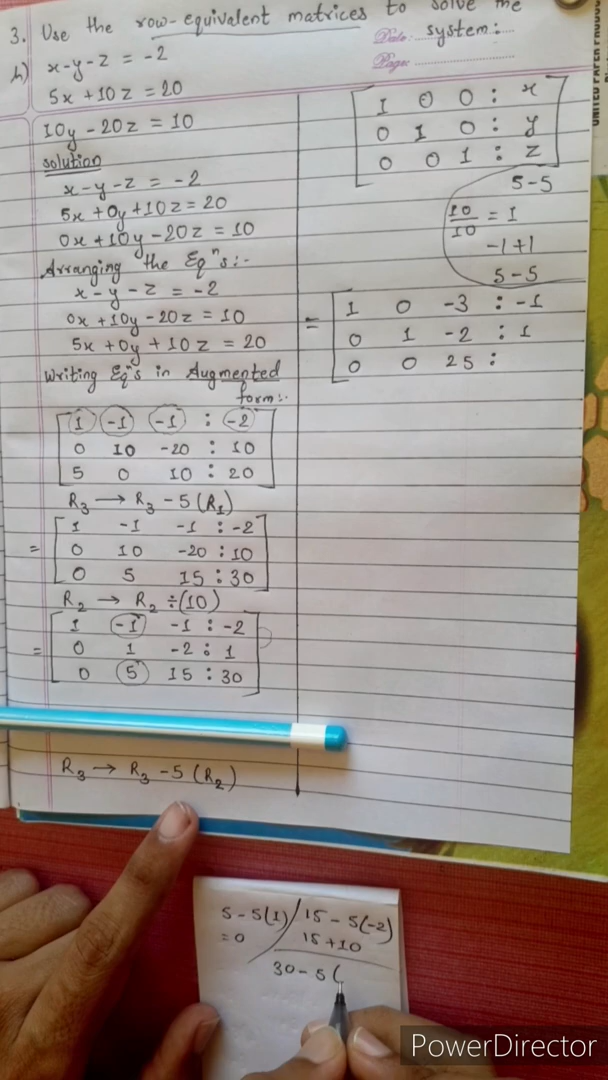 3. Use the row-equivalent matrices to solve the system:-
Date:
Page:
h) x-y-z = -2
5x +10z = 20
10y -20z = 10
solution
x-y-z = -2
5x +0y +10z = 20
0x +10y -20z = 10
Arranging the Eqⁿs:-
x-y-z = -2
0x +10y -20z = 10
5x +0y +10z = 20
Writing Eqⁿs in Augmented form:-
1 -1 -1 : -2
0 10 -20 : 10
5 0 10 : 20
R₃ → R₃ -5(R₁)
= 1 -1 -1 : -2
0 10 -20 : 10
0 5 15 : 30
R₂ → R₂ ÷(10)
= 1 -1 -1 : -2
0 1 -2 : 1
0 5 15 : 30
R₃ → R₃ -5(R₂)
1 0 0 : x
0 1 0 : y
0 0 1 : z
5-5
10/10 = 1
-1+1
5-5
= 1 0 -3 : -1
0 1 -2 : 1
0 0 25 :
5-5(1) / 15-5(-2)
=0 15+10
30-5(
PowerDirector